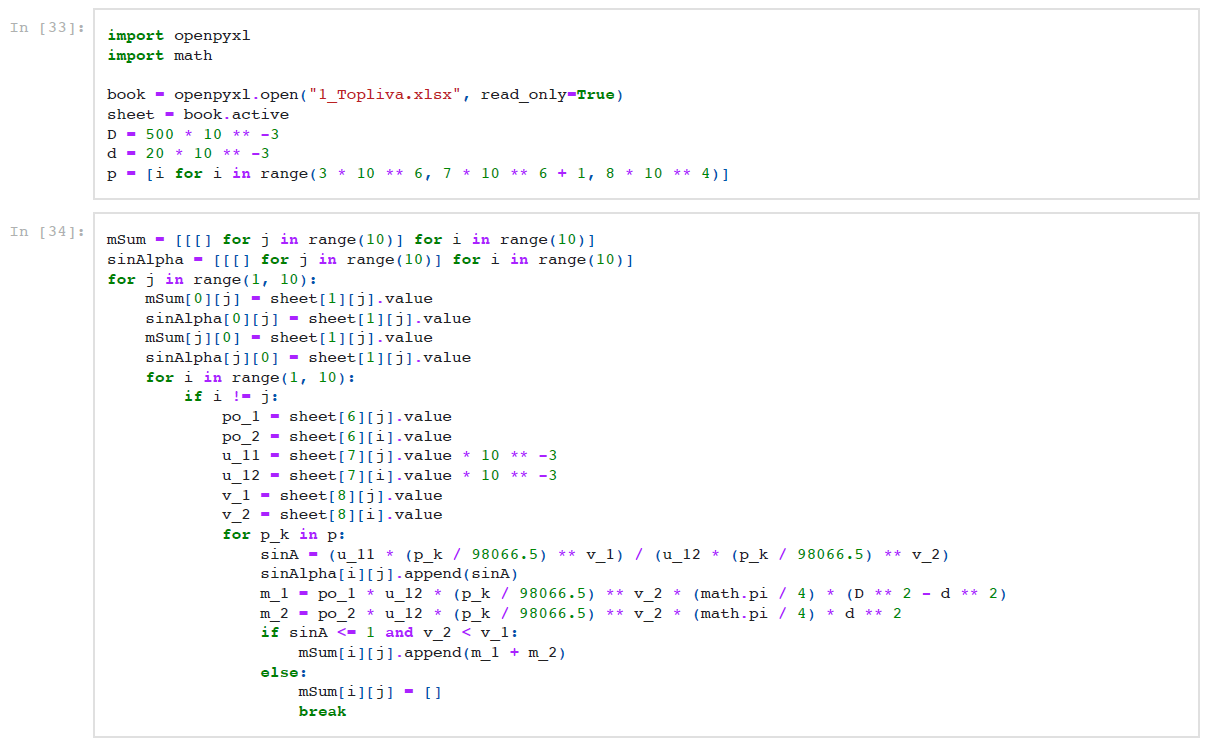 In [33]:
import openpyxl
import math
book = openpyxl.open("1_Topliva.xlsx", read_only=True)
sheet = book.active
D = 500 * 10 ** -3
d = 20 * 10 ** -3
p = [i for i in range(3 * 10 ** 6, 7 * 10 ** 6 + 1, 8 * 10 ** 4)]
In [34]:
mSum = [[[] for j in range(10)] for i in range(10)]
sinAlpha = [[[] for j in range(10)] for i in range(10)]
for j in range(1, 10):
    mSum[0][j] = sheet[1][j].value
    sinAlpha[0][j] = sheet[1][j].value
    mSum[j][0] = sheet[1][j].value
    sinAlpha[j][0] = sheet[1][j].value
    for i in range(1, 10):
        if i != j:
            po_1 = sheet[6][j].value
            po_2 = sheet[6][i].value
            u_11 = sheet[7][j].value * 10 ** -3
            u_12 = sheet[7][i].value * 10 ** -3
            v_1 = sheet[8][j].value
            v_2 = sheet[8][i].value
            for p_k in p:
                sinA = (u_11 * (p_k / 98066.5) ** v_1) / (u_12 * (p_k / 98066.5) ** v_2)
                sinAlpha[i][j].append(sinA)
                m_1 = po_1 * u_12 * (p_k / 98066.5) ** v_2 * (math.pi / 4) * (D ** 2 - d ** 2)
                m_2 = po_2 * u_12 * (p_k / 98066.5) ** v_2 * (math.pi / 4) * d ** 2
                if sinA <= 1 and v_2 < v_1:
                    mSum[i][j].append(m_1 + m_2)
                else:
                    mSum[i][j] = []
                    break